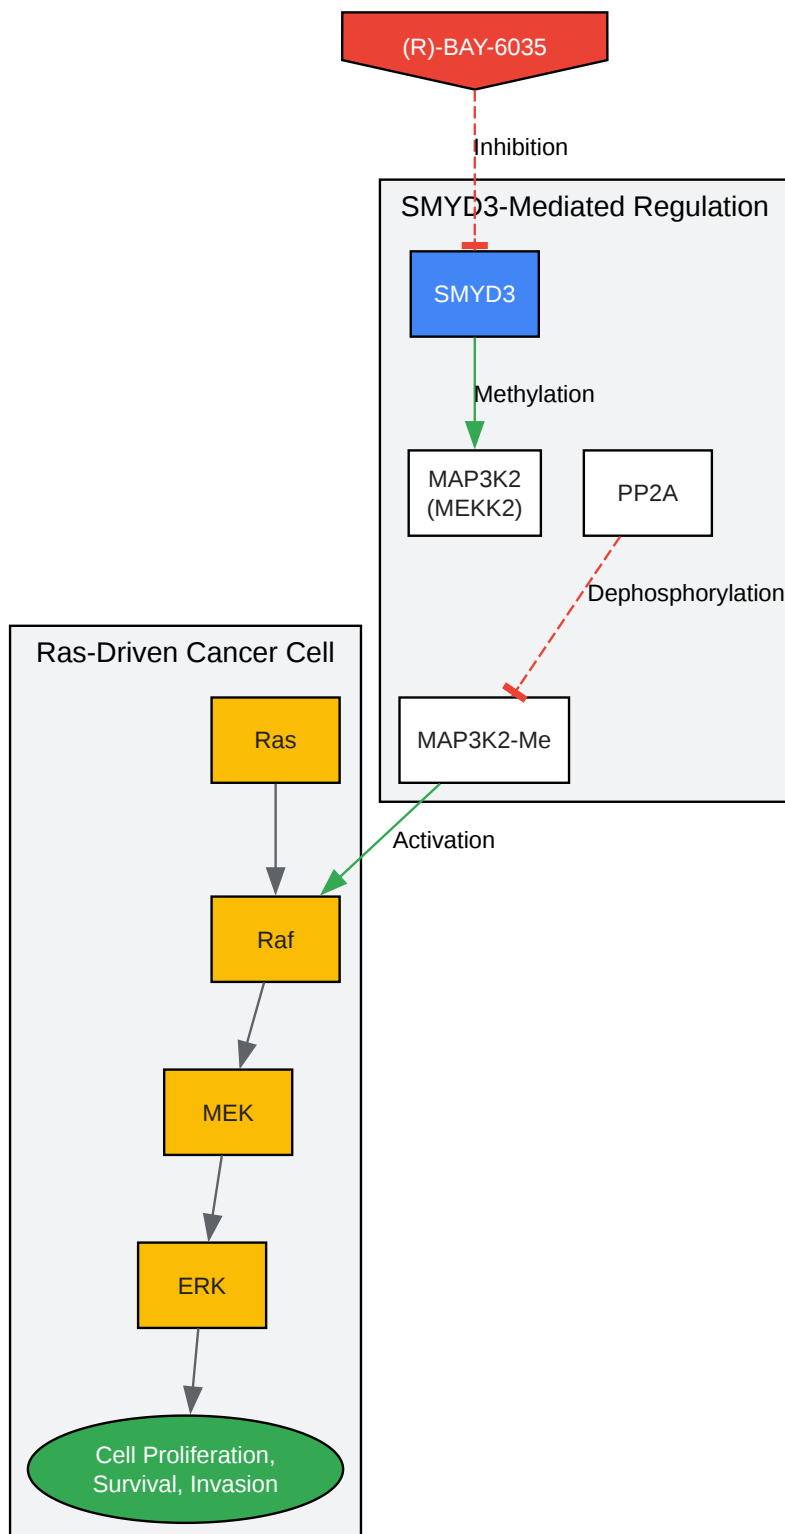 (R)-BAY-6035
Inhibition
SMYD3-Mediated Regulation
SMYD3
Methylation
MAP3K2
(MEKK2)
PP2A
Dephosphorylation
Ras-Driven Cancer Cell
Ras
MAP3K2-Me
Activation
Raf
MEK
ERK
Cell Proliferation,
Survival, Invasion